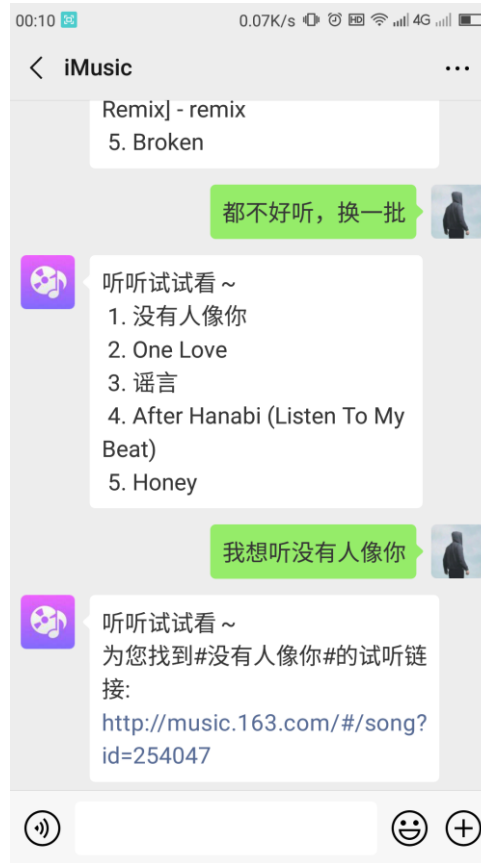 00:10 0.07K/s HD 4G
iMusic
Remix] - remix
5. Broken
都不好听，换一批
听听试试看～
1. 没有人像你
2. One Love
3. 谣言
4. After Hanabi (Listen To My
Beat)
5. Honey
我想听没有人像你
听听试试看～
为您找到#没有人像你#的试听链
接:
http://music.163.com/#/song?
id=254047